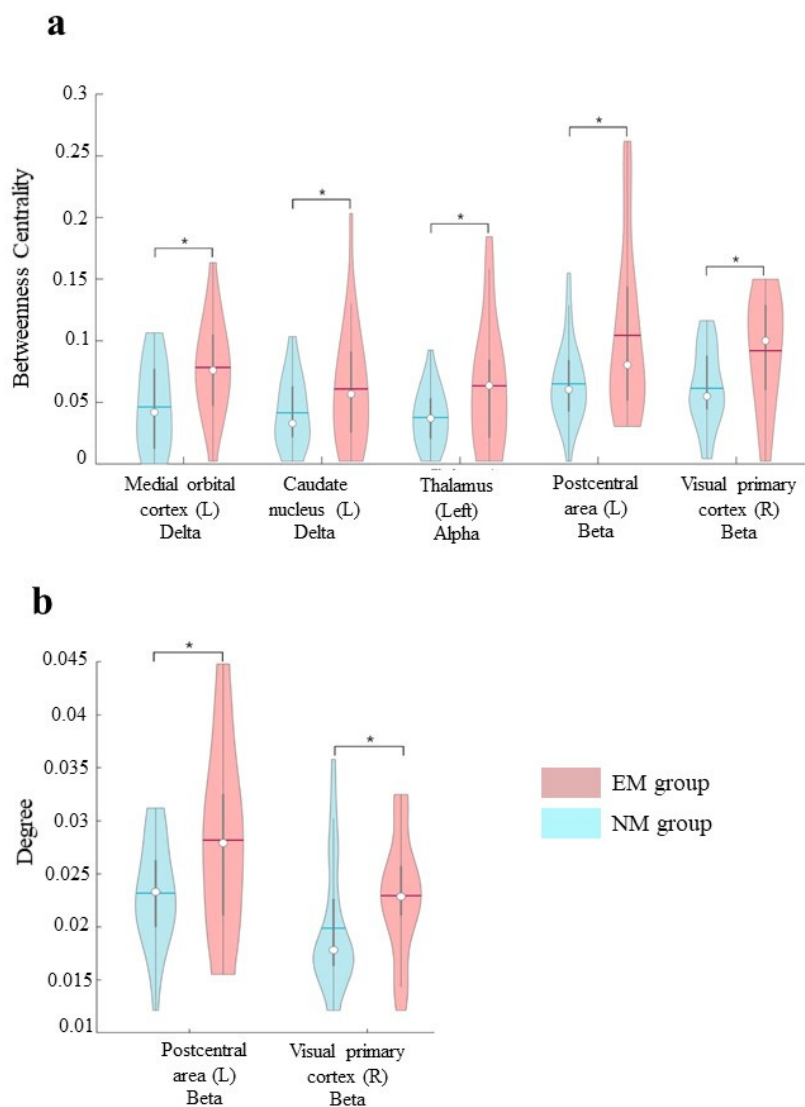 a
Betweenness Centrality
0.3
0.25
0.2
0.15
0.1
0.05
0
*
*
*
*
*
Medial orbital
cortex (L)
Delta
Caudate
nucleus (L)
Delta
Thalamus
(Left)
Alpha
Postcentral
area (L)
Beta
Visual primary
cortex (R)
Beta
b
Degree
0.045
0.04
0.035
0.03
0.025
0.02
0.015
0.01
*
*
Postcentral
area (L)
Beta
Visual primary
cortex (R)
Beta
EM group
NM group